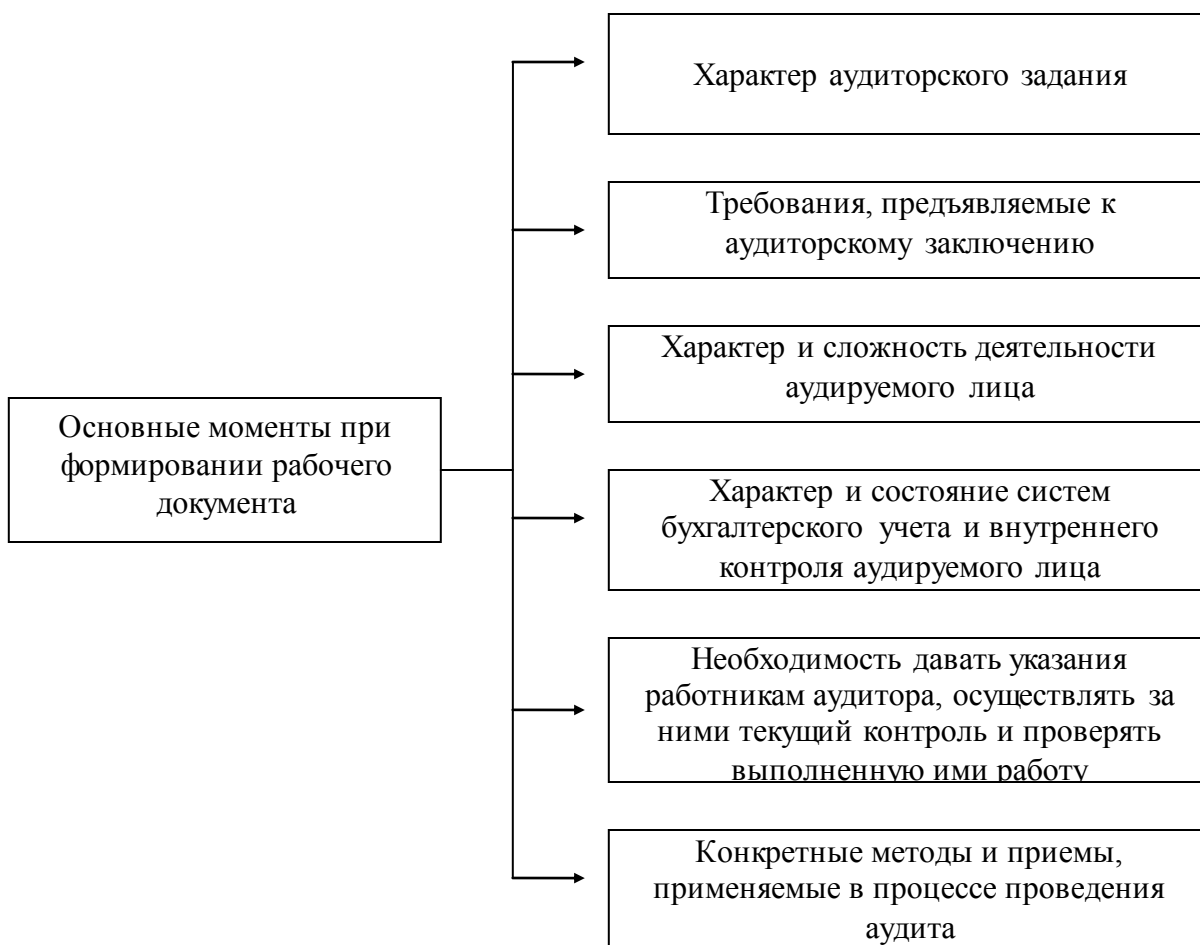 Характер аудиторского задания
Требования, предъявляемые к
аудиторскому заключению
Характер и сложность деятельности
аудируемого лица
Основные моменты при
формировании рабочего
документа
Характер и состояние систем
бухгалтерского учета и внутреннего
контроля аудируемого лица
Необходимость давать указания
работникам аудитора, осуществлять за
ними текущий контроль и проверять
выполненную ими работу
Конкретные методы и приемы,
применяемые в процессе проведения
аудита